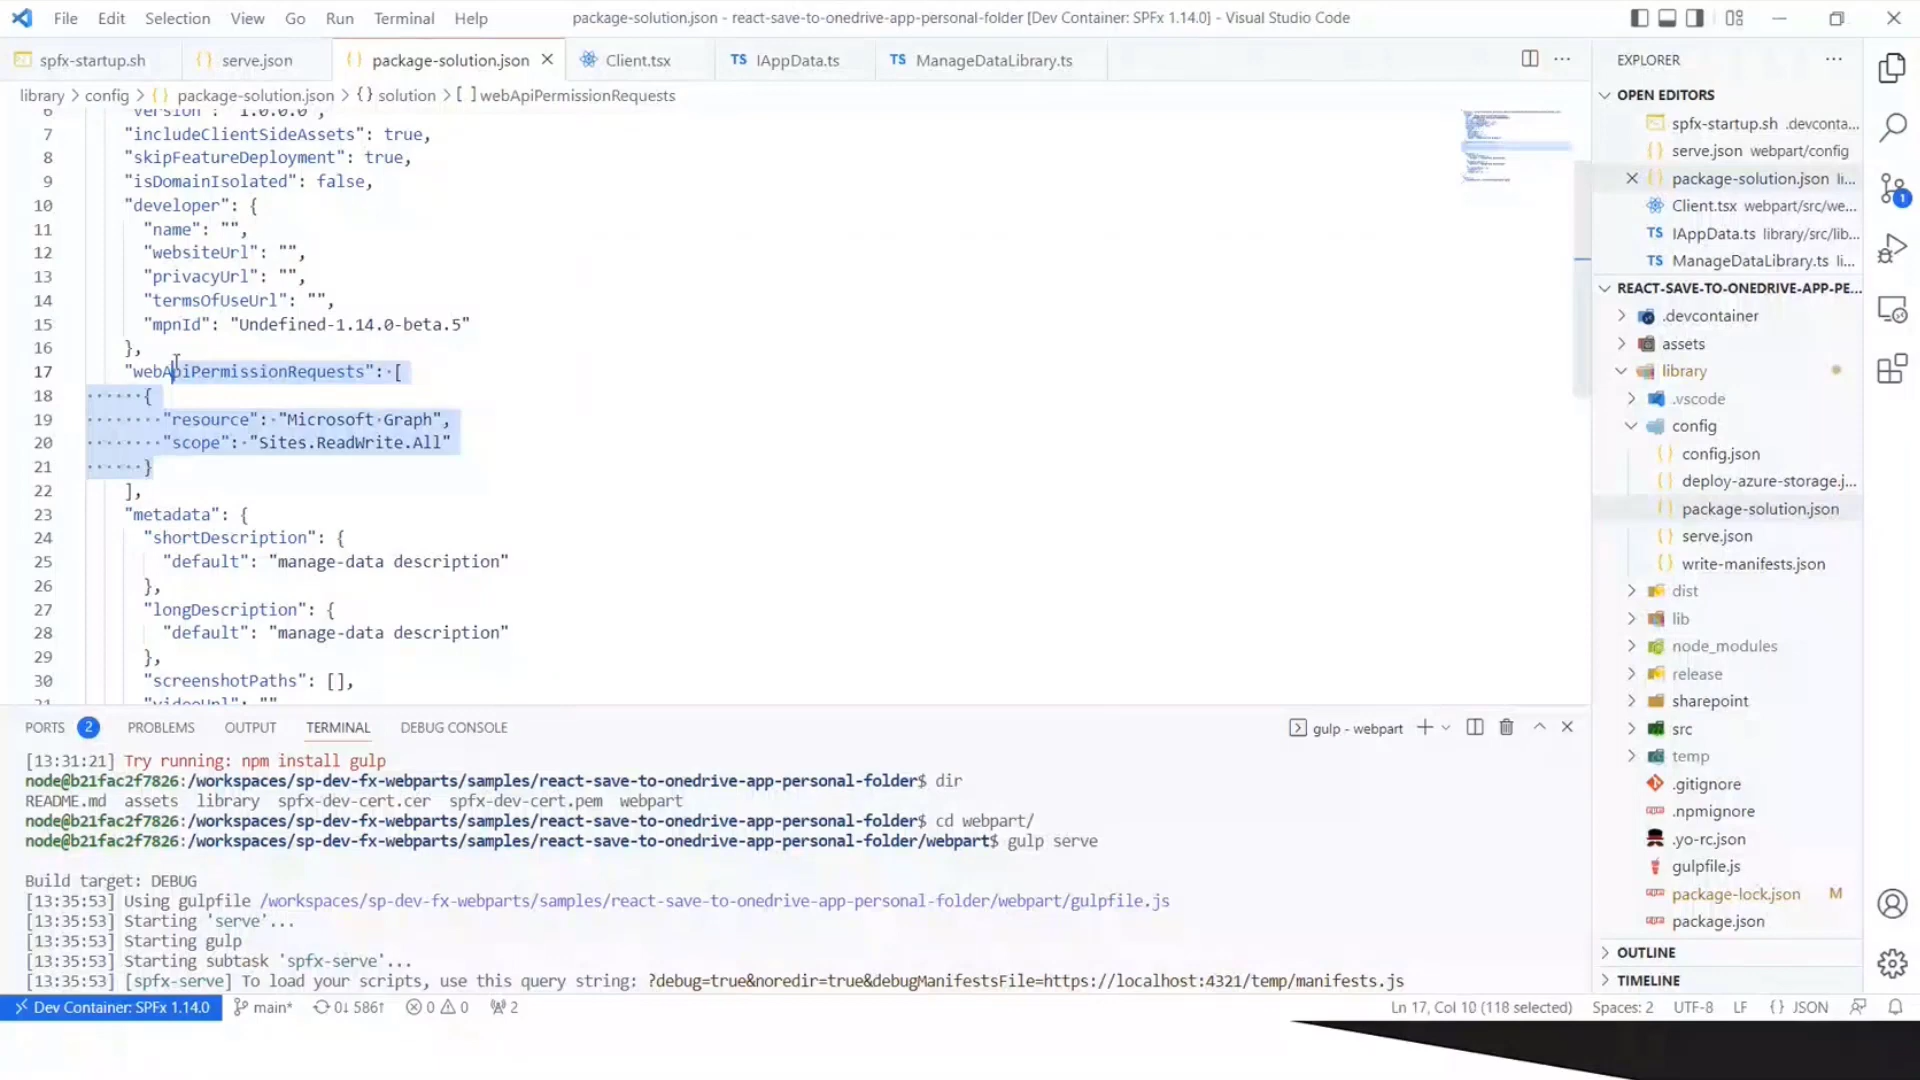 File Edit Selection View Go Run Terminal Help
package-solution.json - react-save-to-onedrive-app-personal-folder [Dev Container: SPFx 1.14.0] - Visual Studio Code
spfx-startup.sh
serve.json
package-solution.json
Client.tsx
TS IAppData.ts
TS ManageDataLibrary.ts
library > config > {} package-solution.json > {} solution > [ ] webApiPermissionRequests
6 "version": "1.0.0.0",
7 "includeClientSideAssets": true,
8 "skipFeatureDeployment": true,
9 "isDomainIsolated": false,
10 "developer": {
11 "name": "",
12 "websiteUrl": "",
13 "privacyUrl": "",
14 "termsOfUseUrl": "",
15 "mpnId": "Undefined-1.14.0-beta.5"
16 },
17 "webApiPermissionRequests": [
18 {
19 "resource": "Microsoft Graph",
20 "scope": "Sites.ReadWrite.All"
21 }
22 ],
23 "metadata": {
24 "shortDescription": {
25 "default": "manage-data description"
26 },
27 "longDescription": {
28 "default": "manage-data description"
29 },
30 "screenshotPaths": [],
31 "videoUrl": ""
PORTS 2 PROBLEMS OUTPUT TERMINAL DEBUG CONSOLE
gulp - webpart
[13:31:21] Try running: npm install gulp
node@b21fac2f7826:/workspaces/sp-dev-fx-webparts/samples/react-save-to-onedrive-app-personal-folder$ dir
README.md assets library spfx-dev-cert.cer spfx-dev-cert.pem webpart
node@b21fac2f7826:/workspaces/sp-dev-fx-webparts/samples/react-save-to-onedrive-app-personal-folder$ cd webpart/
node@b21fac2f7826:/workspaces/sp-dev-fx-webparts/samples/react-save-to-onedrive-app-personal-folder/webpart$ gulp serve
Build target: DEBUG
[13:35:53] Using gulpfile /workspaces/sp-dev-fx-webparts/samples/react-save-to-onedrive-app-personal-folder/webpart/gulpfile.js
[13:35:53] Starting 'serve'...
[13:35:53] Starting gulp
[13:35:53] Starting subtask 'spfx-serve'...
[13:35:53] [spfx-serve] To load your scripts, use this query string: ?debug=true&noredir=true&debugManifestsFile=https://localhost:4321/temp/manifests.js
EXPLORER
OPEN EDITORS
spfx-startup.sh .devconta...
serve.json webpart/config
package-solution.json li...
Client.tsx webpart/src/we...
TS IAppData.ts library/src/lib...
TS ManageDataLibrary.ts li...
REACT-SAVE-TO-ONEDRIVE-APP-PE...
.devcontainer
assets
library
.vscode
config
{} config.json
{} deploy-azure-storage.j...
{} package-solution.json
{} serve.json
{} write-manifests.json
dist
lib
node_modules
release
sharepoint
src
temp
.gitignore
.npmignore
.yo-rc.json
gulpfile.js
package-lock.json M
package.json
OUTLINE
TIMELINE
1
Dev Container: SPFx 1.14.0 main* 0↓ 586↑ 0 0 2
Ln 17, Col 10 (118 selected) Spaces: 2 UTF-8 LF {} JSON